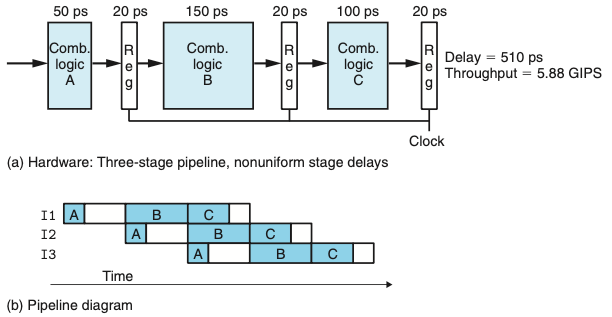 50 ps 20 ps 150 ps 20 ps 100 ps 20 ps
Comb. logic A
Reg
Comb. logic B
Reg
Comb. logic C
Reg
Delay = 510 ps
Throughput = 5.88 GIPS
Clock
(a) Hardware: Three-stage pipeline, nonuniform stage delays
I1 A B C
I2 A B C
I3 A B C
Time
(b) Pipeline diagram